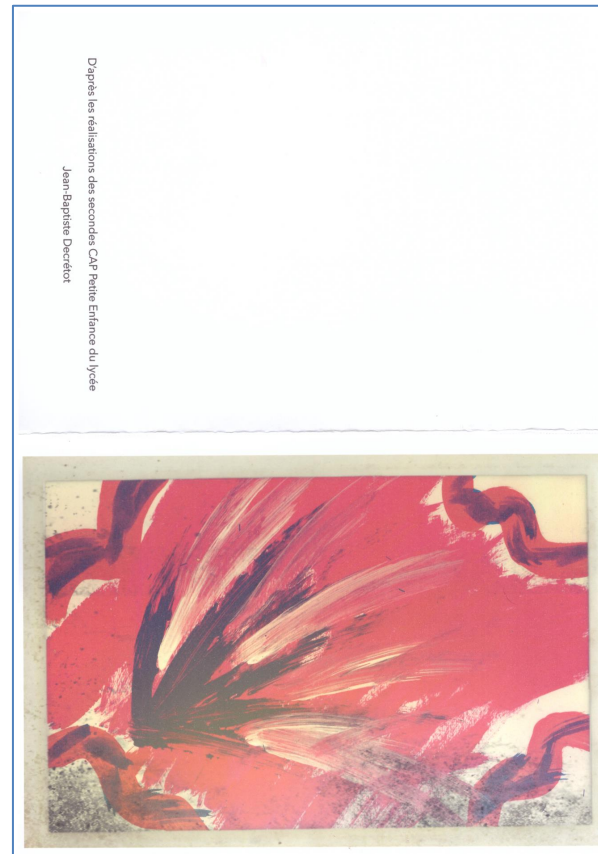 D'après les réalisations des secondes CAP Petite Enfance du lycée
Jean-Baptiste Decrétot